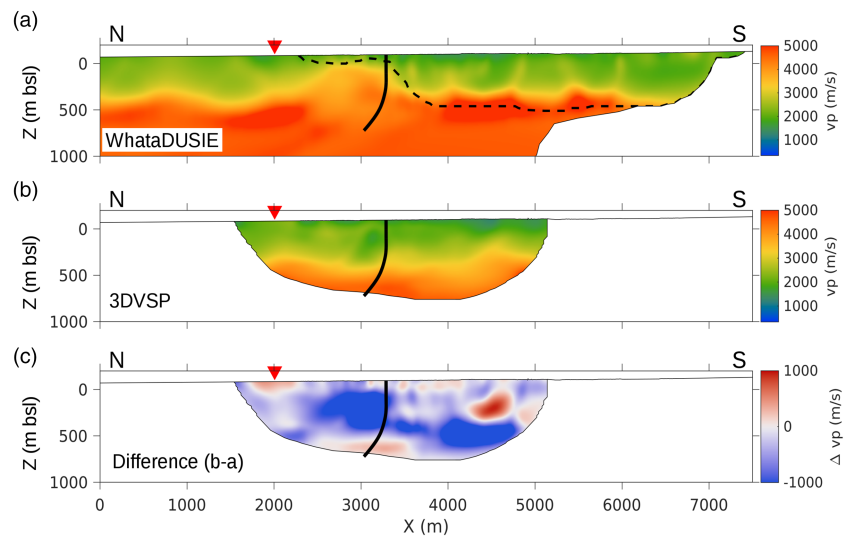 (a)
N
S
0
500
1000
Z (m bsl)
WhataDUSIE
5000
4000
3000
2000
1000
vp (m/s)
(b)
N
S
0
500
1000
Z (m bsl)
3DVSP
5000
4000
3000
2000
1000
vp (m/s)
(c)
N
S
0
500
1000
Z (m bsl)
Difference (b-a)
1000
0
-1000
Δ vp (m/s)
0 1000 2000 3000 4000 5000 6000 7000
X (m)